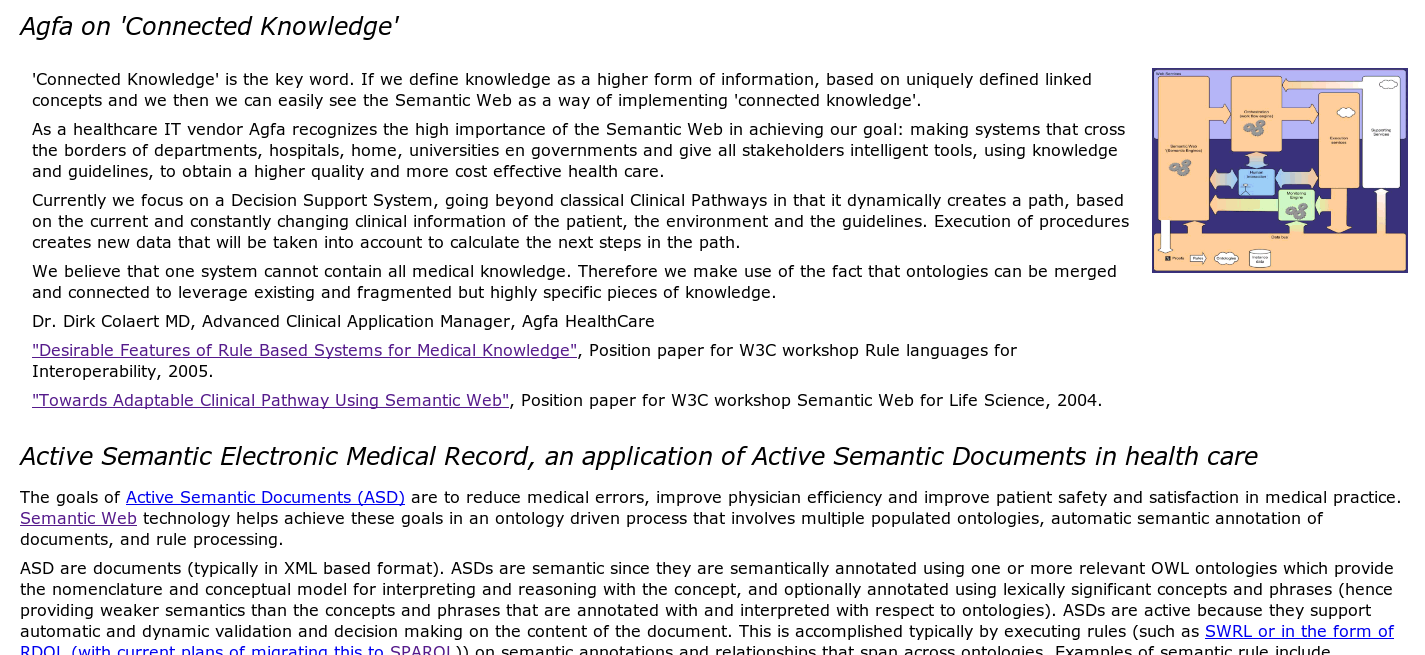 Agfa on 'Connected Knowledge'
'Connected Knowledge' is the key word. If we define knowledge as a higher form of information, based on uniquely defined linked
concepts and we then we can easily see the Semantic Web as a way of implementing 'connected knowledge'.
As a healthcare IT vendor Agfa recognizes the high importance of the Semantic Web in achieving our goal: making systems that cross
the borders of departments, hospitals, home, universities en governments and give all stakeholders intelligent tools, using knowledge
and guidelines, to obtain a higher quality and more cost effective health care.
Currently we focus on a Decision Support System, going beyond classical Clinical Pathways in that it dynamically creates a path, based
on the current and constantly changing clinical information of the patient, the environment and the guidelines. Execution of procedures
creates new data that will be taken into account to calculate the next steps in the path.
We believe that one system cannot contain all medical knowledge. Therefore we make use of the fact that ontologies can be merged
and connected to leverage existing and fragmented but highly specific pieces of knowledge.
Dr. Dirk Colaert MD, Advanced Clinical Application Manager, Agfa HealthCare
"Desirable Features of Rule Based Systems for Medical Knowledge", Position paper for W3C workshop Rule languages for
Interoperability, 2005.
"Towards Adaptable Clinical Pathway Using Semantic Web", Position paper for W3C workshop Semantic Web for Life Science, 2004.
Web Services
Semantic Web
(Semantic Engines)
Orchestration
(work flow engine)
Execution
services
Supporting
Services
Human
Interaction
Monitoring
Engine
Data bus
Proofs
Rules
Ontologies
Instance
data
Active Semantic Electronic Medical Record, an application of Active Semantic Documents in health care
The goals of Active Semantic Documents (ASD) are to reduce medical errors, improve physician efficiency and improve patient safety and satisfaction in medical practice.
Semantic Web technology helps achieve these goals in an ontology driven process that involves multiple populated ontologies, automatic semantic annotation of
documents, and rule processing.
ASD are documents (typically in XML based format). ASDs are semantic since they are semantically annotated using one or more relevant OWL ontologies which provide
the nomenclature and conceptual model for interpreting and reasoning with the concept, and optionally annotated using lexically significant concepts and phrases (hence
providing weaker semantics than the concepts and phrases that are annotated with and interpreted with respect to ontologies). ASDs are active because they support
automatic and dynamic validation and decision making on the content of the document. This is accomplished typically by executing rules (such as SWRL or in the form of
RDQL (with current plans of migrating this to SPARQL)) on semantic annotations and relationships that span across ontologies. Examples of semantic rule include